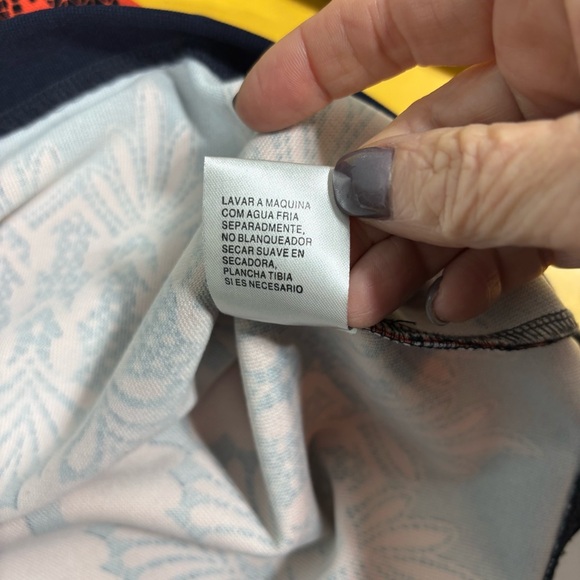 LAVAR A MAQUINA
COM AGUA FRIA
SEPARADMENTE,
NO BLANQUEADOR
SECAR SUAVE EN
SECADORA,
PLANCHA TIBIA
SI ES NECESARIO